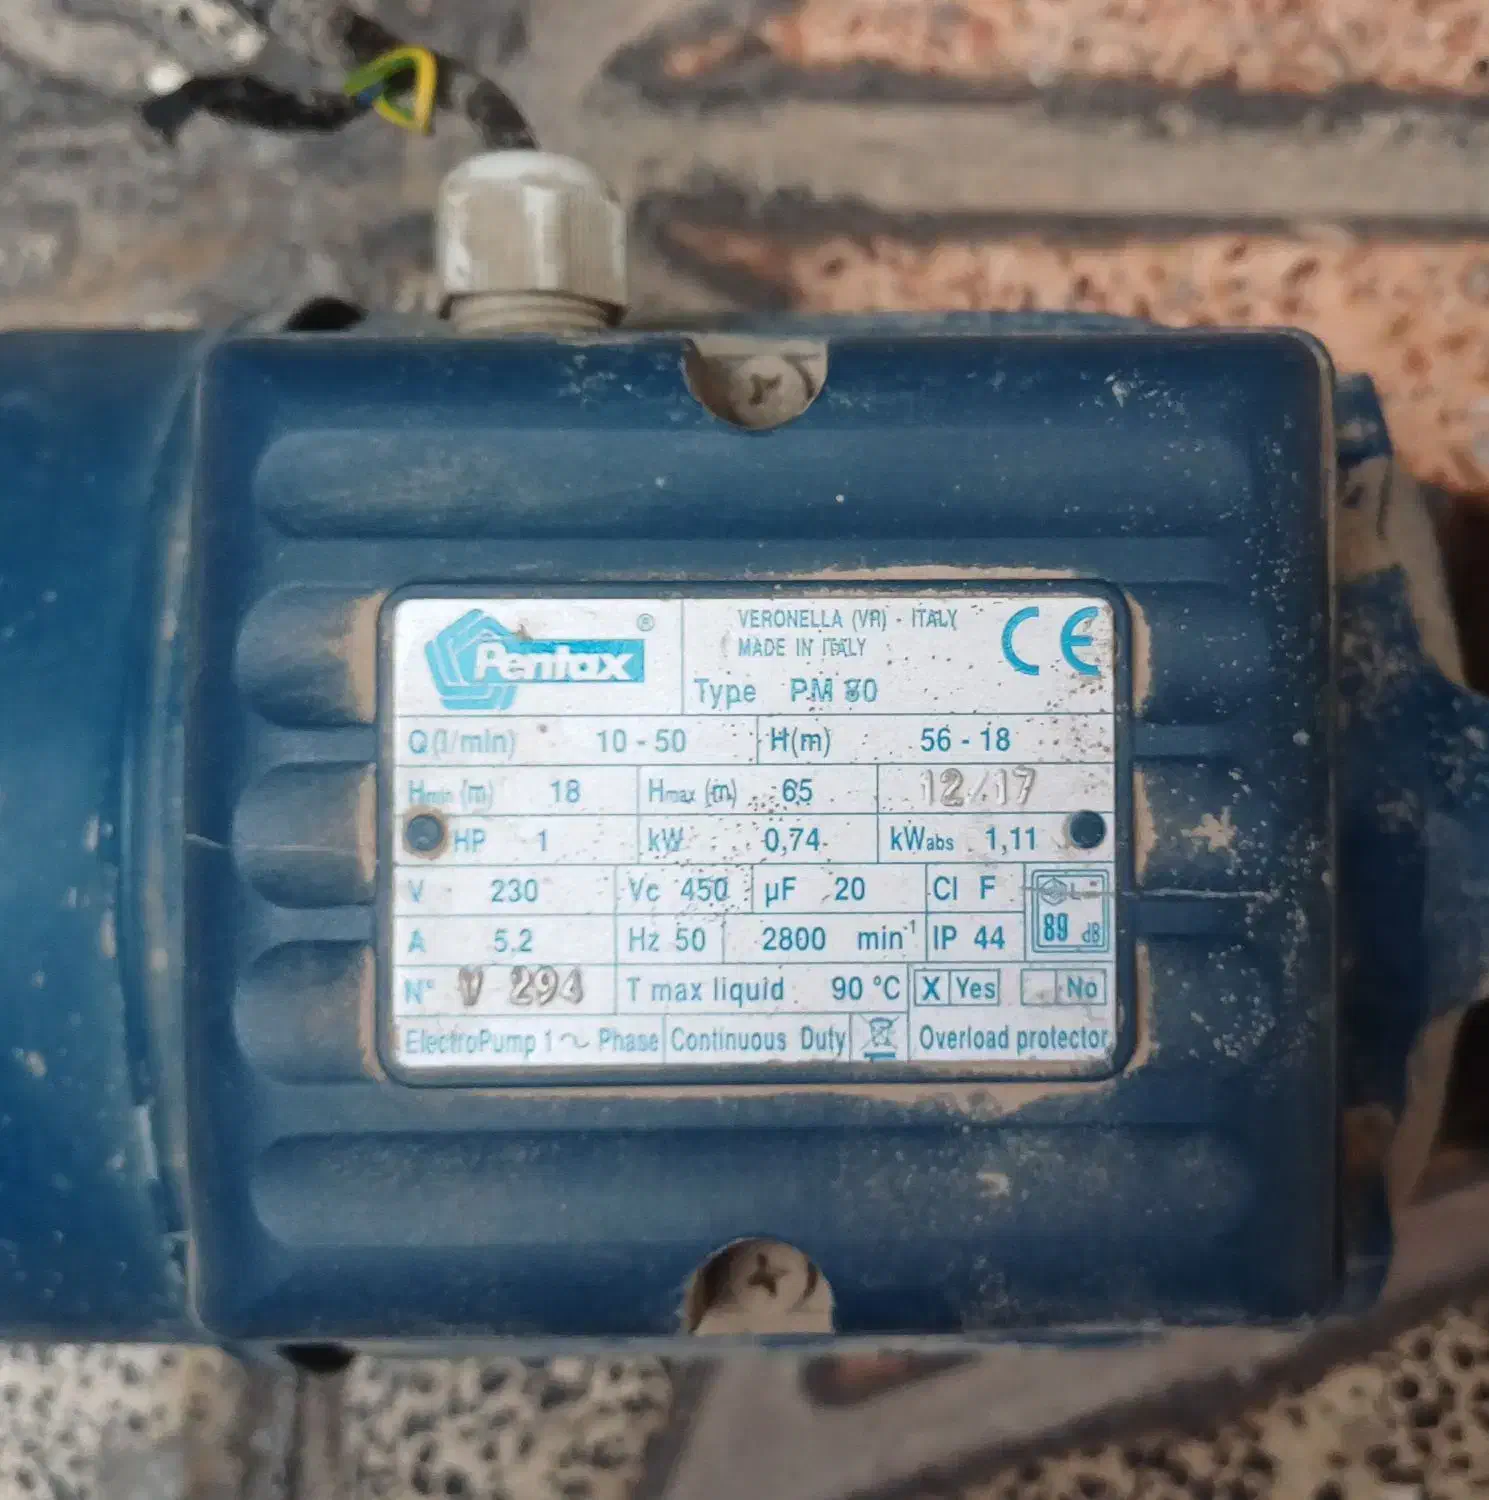 Pentax ®
VERONELLA (VR) - ITALY
MADE IN ITALY
CE
Type PM 80
Q (l/min) 10 - 50 H(m) 56 - 18
Hmin (m) 18 Hmax (m) 65 12/17
HP 1 kW 0,74 kWabs 1,11
V 230 Vc 450 µF 20 Cl F
A 5.2 Hz 50 2800 min-1 IP 44 89 dB
N° V 294 T max liquid 90 °C X Yes No
ElectroPump 1 ~ Phase Continuous Duty Overload protector